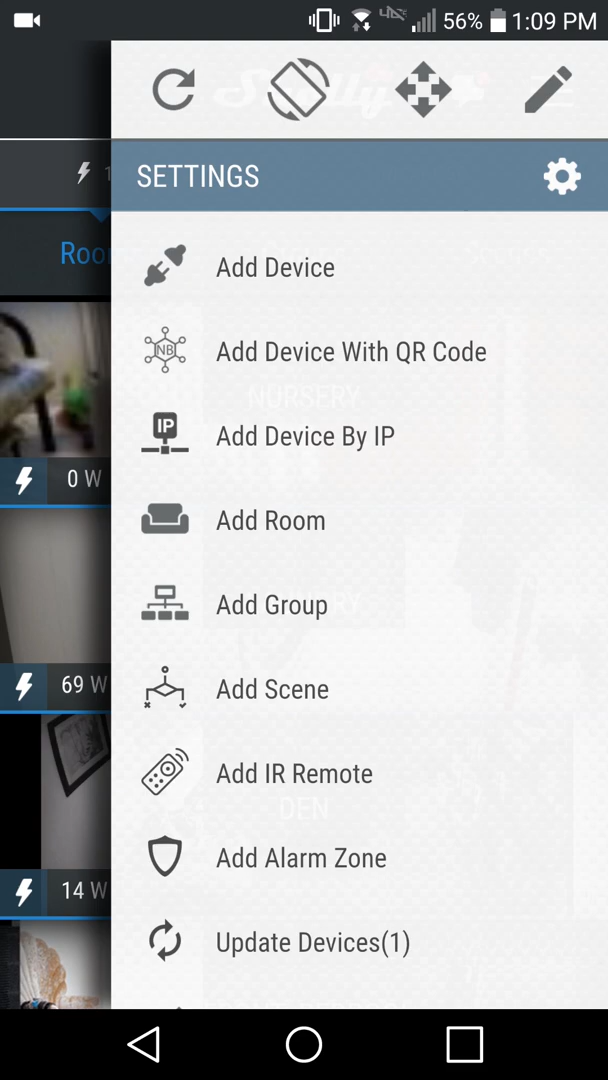 56% 1:09 PM
Shelly
SETTINGS
Roo
Add Device
NB
Add Device With QR Code
NURSERY
IP
Add Device By IP
0 W
Add Room
Add Group
69 W
Add Scene
Add IR Remote
DEN
Add Alarm Zone
14 W
Update Devices(1)